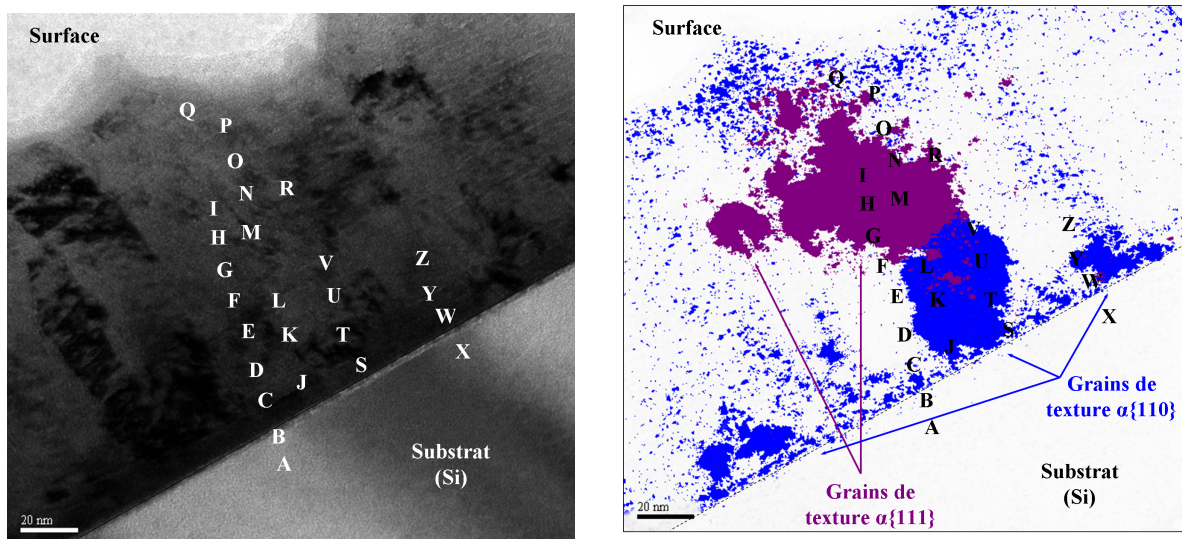 Surface
Q
P
O
N
R
I
H
M
G
V
Z
F
L
U
Y
E
K
T
W
D
S
X
C
J
B
A
Substrat
(Si)
20 nm
Surface
Q
P
O
N
R
I
H
M
G
V
Z
F
L
U
Y
E
K
T
W
D
S
X
C
J
B
A
Grains de
texture α{110}
Substrat
(Si)
Grains de
texture α{111}
20 nm